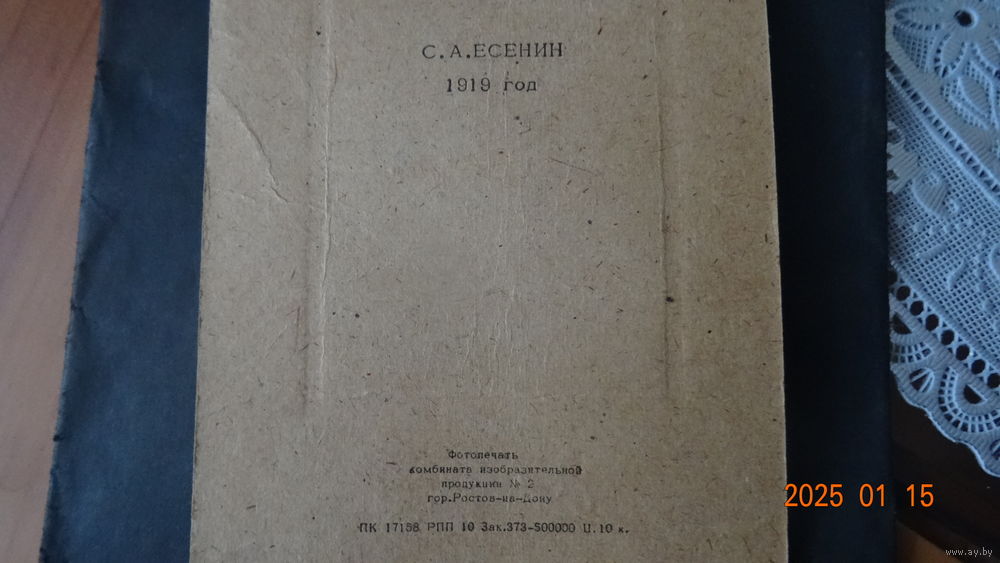 С.А.ЕСЕНИН
1919 год
Фотопечать
комбината изобразительной
продукции № 2
гор.Ростов-на-Дону
ПК 17158 РПП 10 Зак.373-500000 Ц.10 к.
2025 01 15
www.ay.by